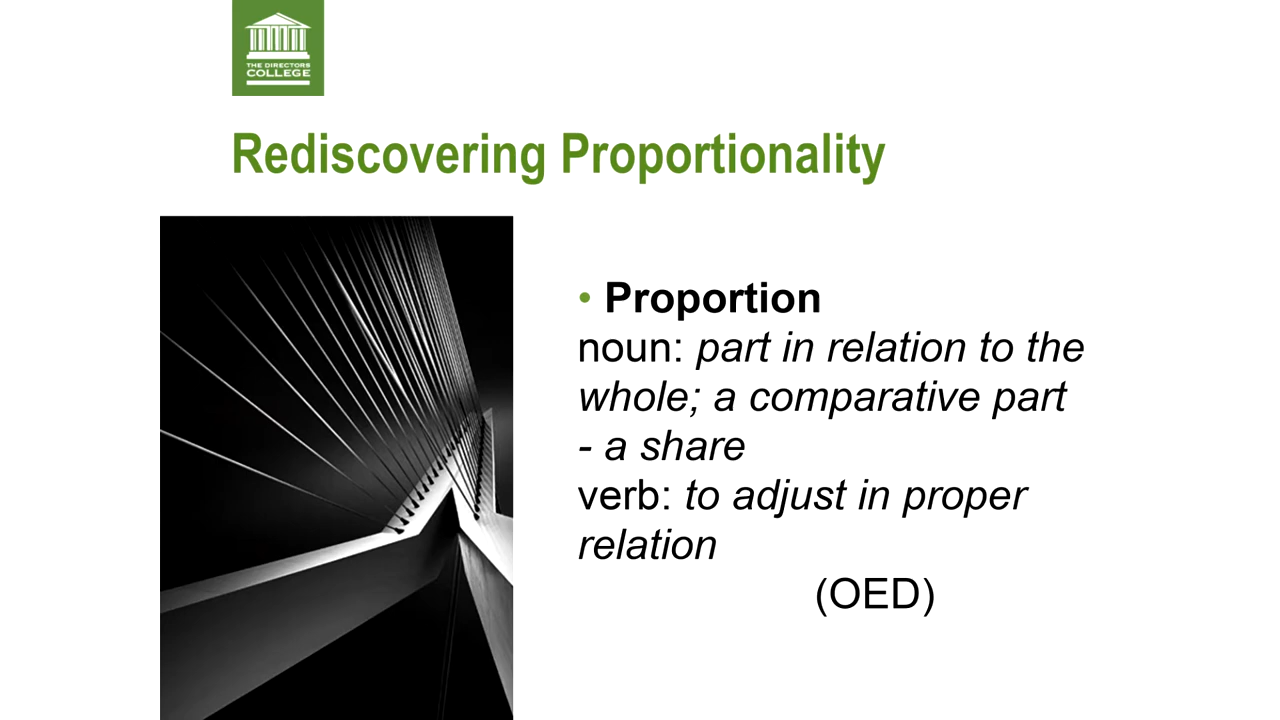 THE DIRECTORS
COLLEGE
Rediscovering Proportionality
• Proportion
noun: part in relation to the
whole; a comparative part
- a share
verb: to adjust in proper
relation
(OED)